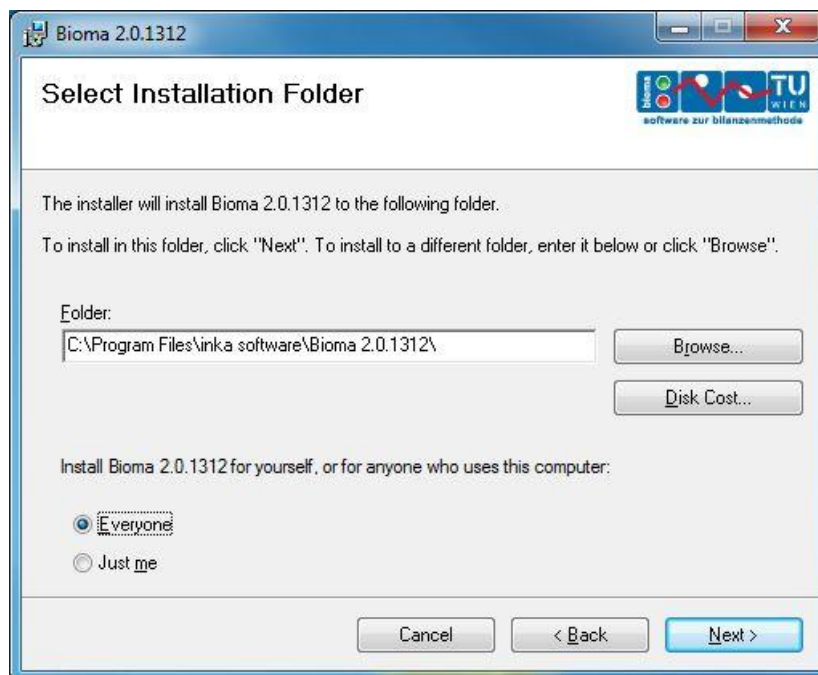 Bioma 2.0.1312
Select Installation Folder
bioma
TU
WIEN
software zur bilanzenmethode
The installer will install Bioma 2.0.1312 to the following folder.
To install in this folder, click "Next". To install to a different folder, enter it below or click "Browse".
Folder:
C:\Program Files\inka software\Bioma 2.0.1312\
Browse...
Disk Cost...
Install Bioma 2.0.1312 for yourself, or for anyone who uses this computer:
Everyone
Just me
Cancel
< Back
Next >